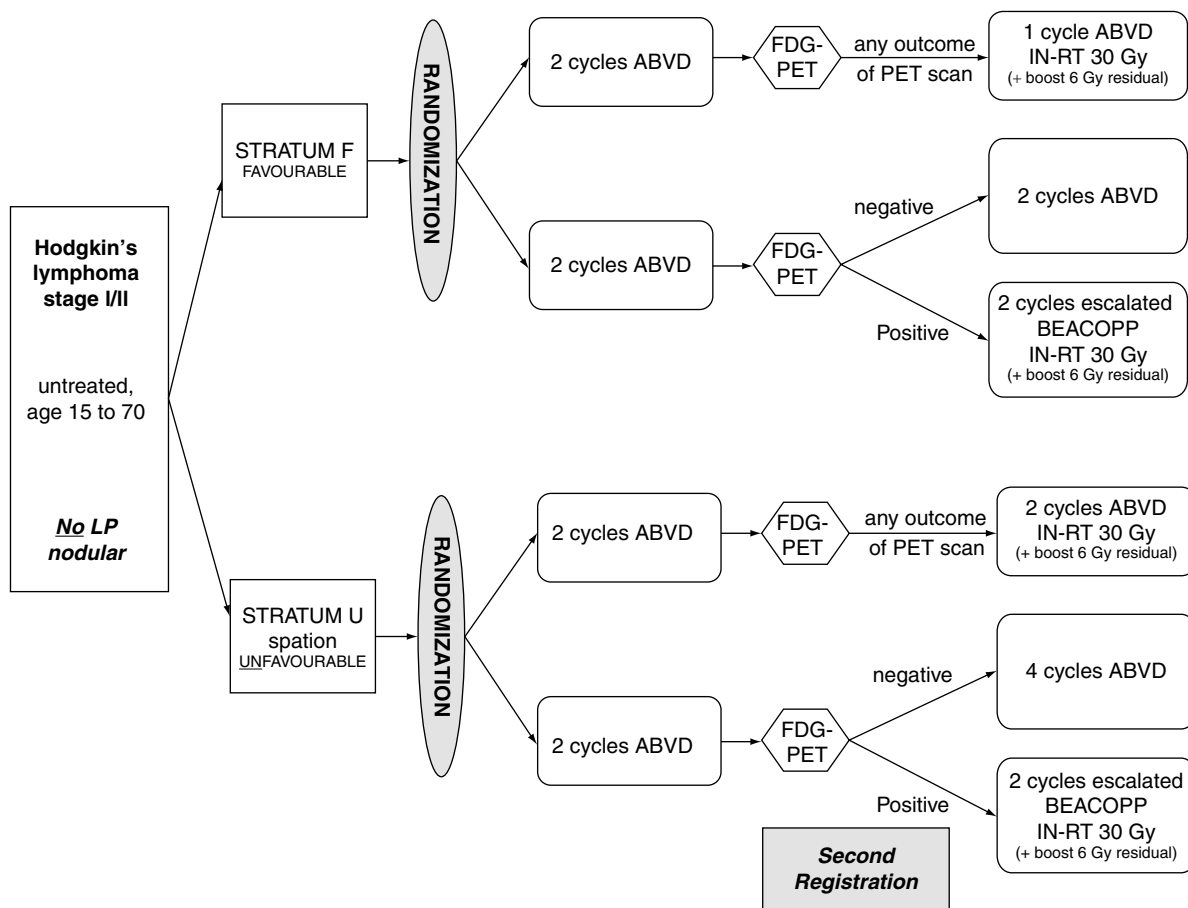 Hodgkin's
lymphoma
stage I/II
untreated,
age 15 to 70
No LP
nodular
STRATUM F
FAVOURABLE
RANDOMIZATION
2 cycles ABVD
FDG-
PET
any outcome
of PET scan
1 cycle ABVD
IN-RT 30 Gy
(+ boost 6 Gy residual)
2 cycles ABVD
FDG-
PET
negative
2 cycles ABVD
Positive
2 cycles escalated
BEACOPP
IN-RT 30 Gy
(+ boost 6 Gy residual)
STRATUM U
spation
UNFAVOURABLE
RANDOMIZATION
2 cycles ABVD
FDG-
PET
any outcome
of PET scan
2 cycles ABVD
IN-RT 30 Gy
(+ boost 6 Gy residual)
2 cycles ABVD
FDG-
PET
negative
4 cycles ABVD
Positive
2 cycles escalated
BEACOPP
IN-RT 30 Gy
(+ boost 6 Gy residual)
Second
Registration